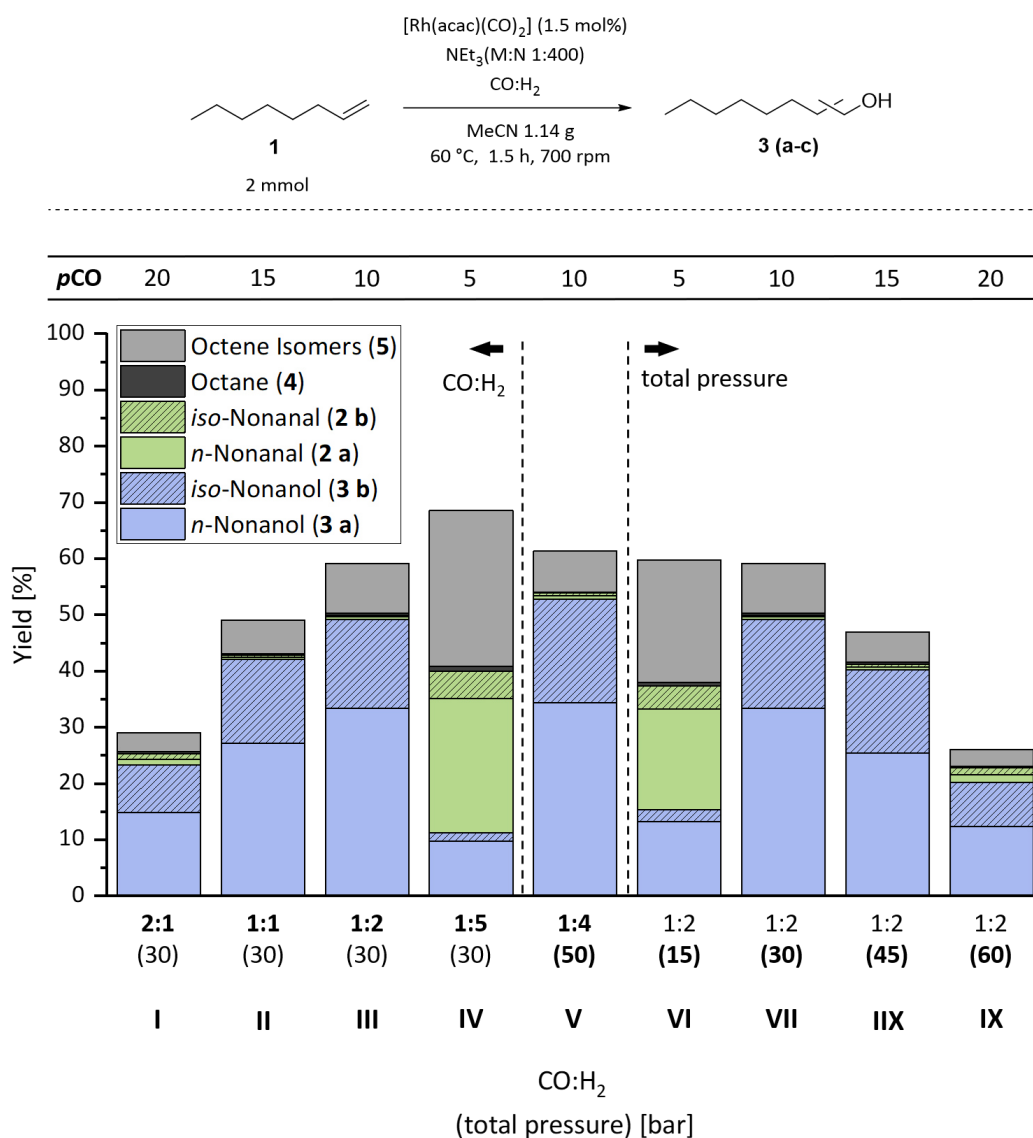 [Rh(acac)(CO)₂] (1.5 mol%)
NEt₃(M:N 1:400)
CO:H₂
OH
MeCN 1.14 g
1
3 (a-c)
60 °C, 1.5 h, 700 rpm
2 mmol
pCO 20 15 10 5 10 5 10 15 20
100
90
80
70
60
50
40
30
20
10
0
Yield [%]
Octene Isomers (5)
Octane (4)
iso-Nonanal (2 b)
n-Nonanal (2 a)
iso-Nonanol (3 b)
n-Nonanol (3 a)
CO:H₂
total pressure
2:1 1:1 1:2 1:5 1:4 1:2 1:2 1:2 1:2
(30) (30) (30) (30) (50) (15) (30) (45) (60)
I II III IV V VI VII IIX IX
CO:H₂
(total pressure) [bar]